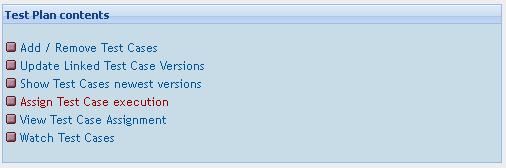 Test Plan contents
Add / Remove Test Cases
Update Linked Test Case Versions
Show Test Cases newest versions
Assign Test Case execution
View Test Case Assignment
Watch Test Cases